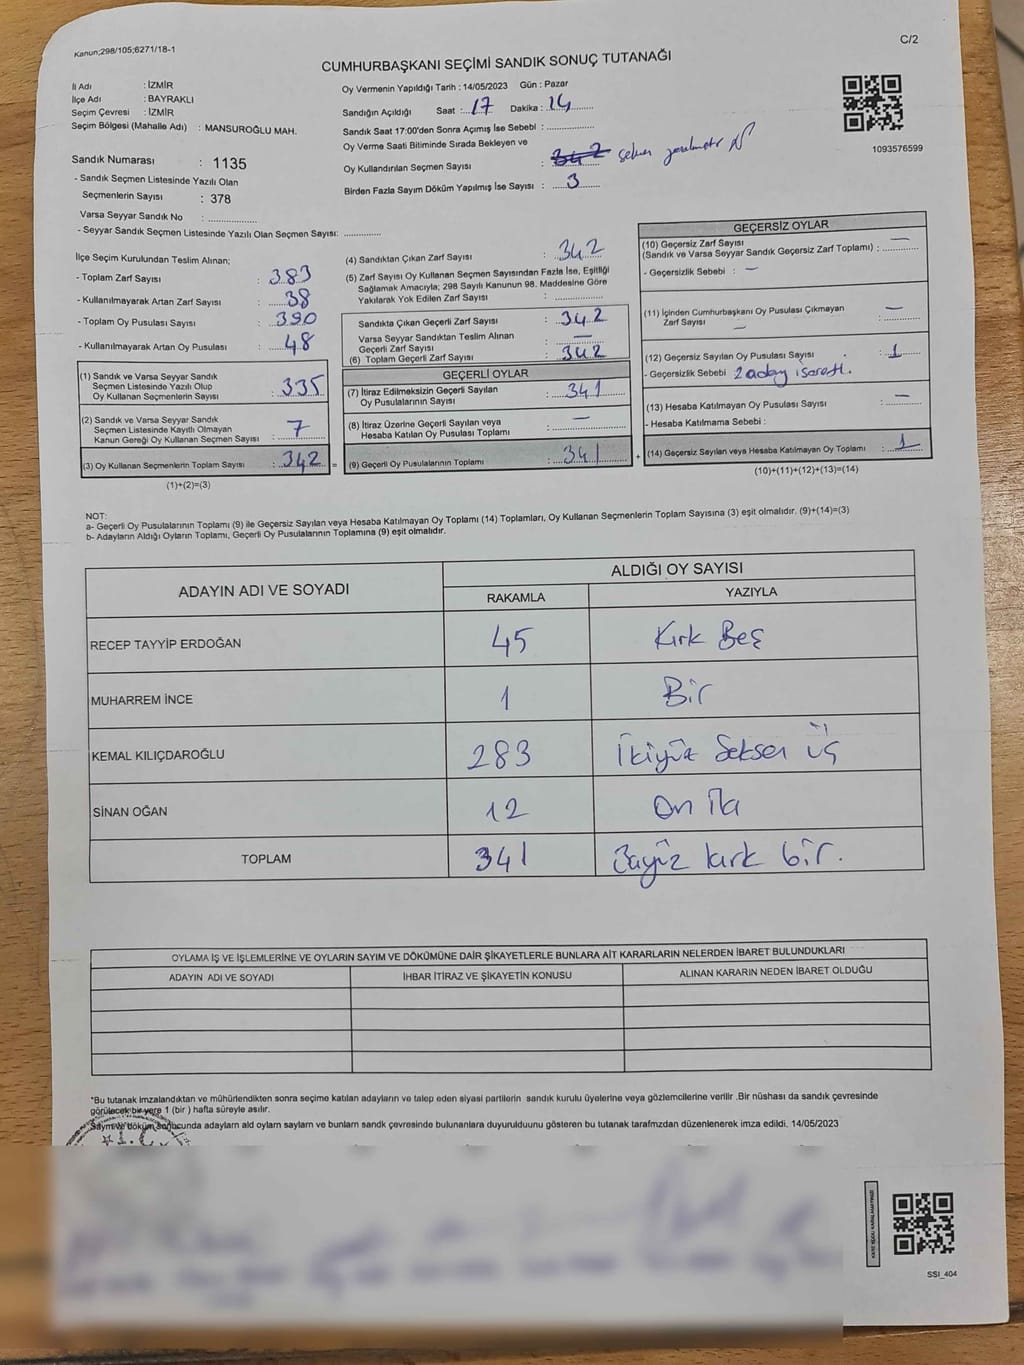 Kanun;298/105;6271/18-1
C/2
CUMHURBAŞKANI SEÇİMİ SANDIK SONUÇ TUTANAĞI
İl Adı : İZMİR
İlçe Adı : BAYRAKLI
Seçim Çevresi : İZMİR
Seçim Bölgesi (Mahalle Adı) : MANSUROĞLU MAH.
Sandık Numarası : 1135
- Sandık Seçmen Listesinde Yazılı Olan
Seçmenlerin Sayısı : 378
Varsa Seyyar Sandık No : ................
- Seyyar Sandık Seçmen Listesinde Yazılı Olan Seçmen Sayısı: ............
Oy Vermenin Yapıldığı Tarih : 14/05/2023 Gün : Pazar
Sandığın Açıldığı Saat : 17 Dakika : 14
Sandık Saat 17:00'den Sonra Açımış İse Sebebi : ................
Oy Verme Saati Bitiminde Sırada Bekleyen ve
Oy Kullandırılan Seçmen Sayısı : 342
Birden Fazla Sayım Döküm Yapılmış İse Sayısı : 3
1093576599
İlçe Seçim Kurulundan Teslim Alınan;
- Toplam Zarf Sayısı : 383
- Kullanılmayarak Artan Zarf Sayısı : 38
- Toplam Oy Pusulası Sayısı : 390
- Kullanılmayarak Artan Oy Pusulası : 48
(1) Sandık ve Varsa Seyyar Sandık
Seçmen Listesinde Yazılı Olup
Oy Kullanan Seçmenlerin Sayısı : 335
(2) Sandık ve Varsa Seyyar Sandık
Seçmen Listesinde Kayıtlı Olmayan
Kanun Gereği Oy Kullanan Seçmen Sayısı : 7
(3) Oy Kullanan Seçmenlerin Toplam Sayısı : 342 =
(1)+(2)=(3)
(4) Sandıktan Çıkan Zarf Sayısı : 342
(5) Zarf Sayısı Oy Kullanan Seçmen Sayısından Fazla İse, Eşitliği
Sağlamak Amacıyla; 298 Sayılı Kanunun 98. Maddesine Göre
Yakılarak Yok Edilen Zarf Sayısı : ................
Sandıkta Çıkan Geçerli Zarf Sayısı : 342
Varsa Seyyar Sandıktan Teslim Alınan
Geçerli Zarf Sayısı : —
(6) Toplam Geçerli Zarf Sayısı : 342
GEÇERLİ OYLAR
(7) İtiraz Edilmeksizin Geçerli Sayılan
Oy Pusulalarının Sayısı : 341
(8) İtiraz Üzerine Geçerli Sayılan veya
Hesaba Katılan Oy Pusulası Toplamı : —
(9) Geçerli Oy Pusulalarının Toplamı : 341 +
GEÇERSİZ OYLAR
(10) Geçersiz Zarf Sayısı —
(Sandık ve Varsa Seyyar Sandık Geçersiz Zarf Toplamı) : ............
- Geçersizlik Sebebi : —
(11) İçinden Cumhurbaşkanı Oy Pusulası Çıkmayan
Zarf Sayısı : —
(12) Geçersiz Sayılan Oy Pusulası Sayısı : 1
- Geçersizlik Sebebi 2 aday işaretl.
(13) Hesaba Katılmayan Oy Pusulası Sayısı : —
- Hesaba Katılmama Sebebi :
(14) Geçersiz Sayılan veya Hesaba Katılmayan Oy Toplamı : 1
(10)+(11)+(12)+(13)=(14)
NOT:
a- Geçerli Oy Pusulalarının Toplamı (9) ile Geçersiz Sayılan veya Hesaba Katılmayan Oy Toplamı (14) Toplamları, Oy Kullanan Seçmenlerin Toplam Sayısına (3) eşit olmalıdır. (9)+(14)=(3)
b- Adayların Aldığı Oyların Toplamı, Geçerli Oy Pusulalarının Toplamına (9) eşit olmalıdır.
ADAYIN ADI VE SOYADI ALDIĞI OY SAYISI
RAKAMLA YAZIYLA
RECEP TAYYİP ERDOĞAN 45 Kırk Beş
MUHARREM İNCE 1 Bir
KEMAL KILIÇDAROĞLU 283 İkiyüz Seksen üç
SİNAN OĞAN 12 On iki
TOPLAM 341 üçyüz kırk bir.
OYLAMA İŞ VE İŞLEMLERİNE VE OYLARIN SAYIM VE DÖKÜMÜNE DAİR ŞİKAYETLERLE BUNLARA AİT KARARLARIN NELERDEN İBARET BULUNDUKLARI
ADAYIN ADI VE SOYADI İHBAR İTİRAZ VE ŞİKAYETİN KONUSU ALINAN KARARIN NEDEN İBARET OLDUĞU
*Bu tutanak imzalandıktan ve mühürlendikten sonra seçime katılan adayların ve talep eden siyasi partilerin sandık kurulu üyelerine veya gözlemcilerine verilir .Bir nüshası da sandık çevresinde
görülecek bir yere 1 (bir ) hafta süreyle asılır.
Sayım ve döküm sonucunda adayların ald oyların sayıların ve bunların sandk çevresinde bulunanlara duyurulduunu gösteren bu tutanak tarafmzdan düzenlenerek imza edildi. 14/05/2023
SSI_404